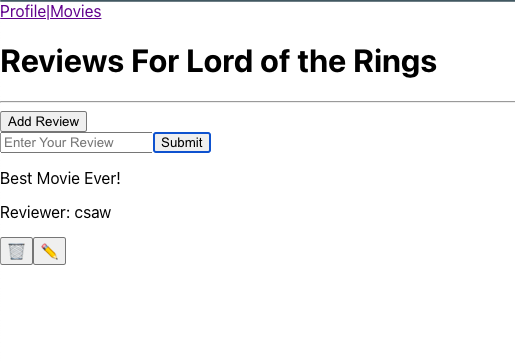 Profile|Movies
Reviews For Lord of the Rings
Add Review
Enter Your Review Submit
Best Movie Ever!
Reviewer: csaw